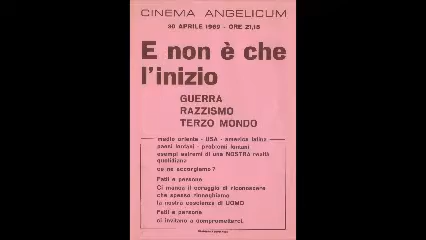 CINEMA ANGELICUM
30 APRILE 1969 - ORE 21,15
E non è che
l'inizio
GUERRA
RAZZISMO
TERZO MONDO
medio oriente - USA - america latina
paesi lontani - problemi lontani
esempi estremi di una NOSTRA realtà
quotidiana
ce ne accorgiamo?
Fatti e persone
Ci manca il coraggio di riconoscere
che spesso rinneghiamo
la nostra coscienza di UOMO
Fatti e persone
ci invitano a comprometterci.